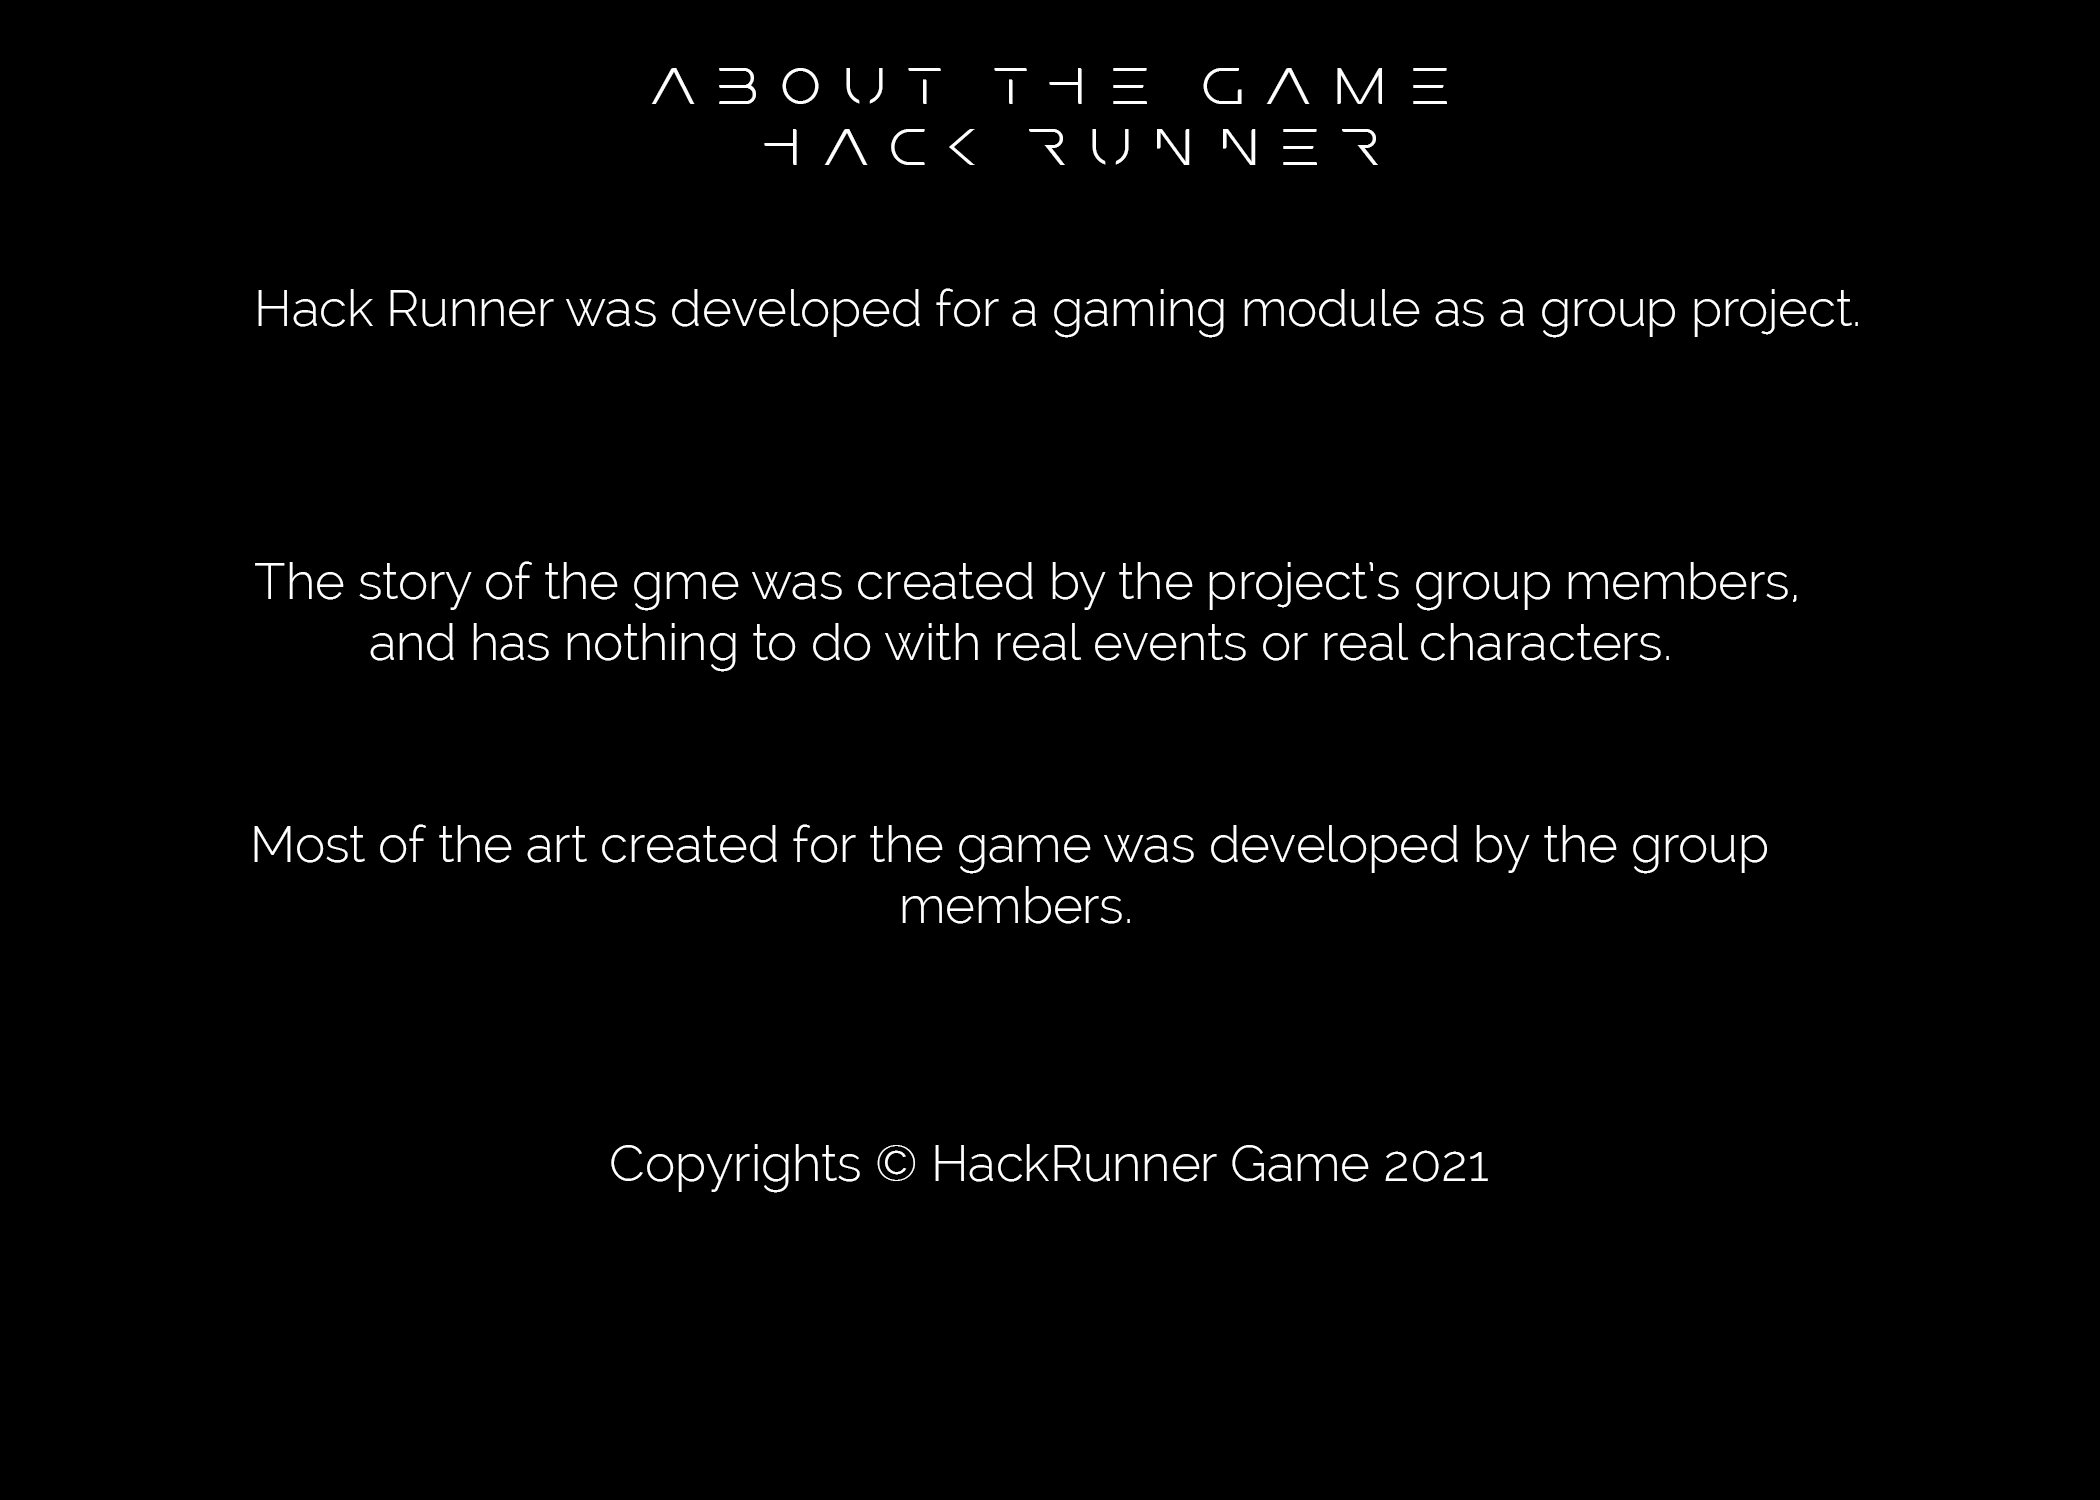 ABOUT THE GAME
HACK RUNNER
Hack Runner was developed for a gaming module as a group project.
The story of the gme was created by the project's group members,
and has nothing to do with real events or real characters.
Most of the art created for the game was developed by the group
members.
Copyrights © HackRunner Game 2021